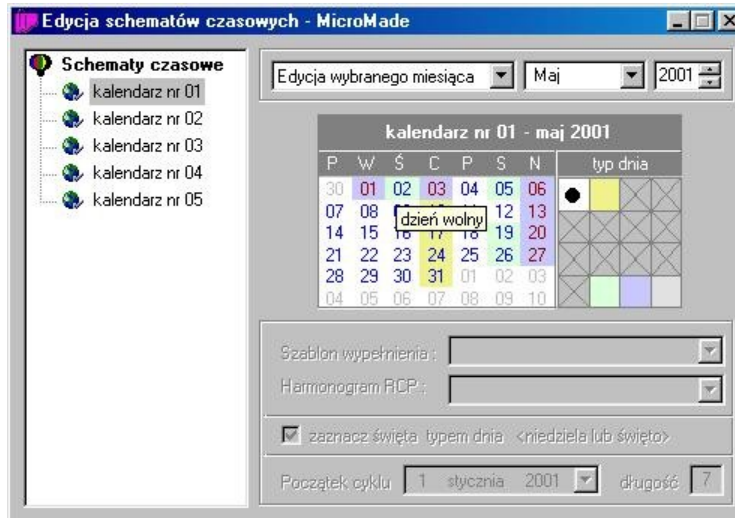 Edycja schematów czasowych - MicroMade
Schematy czasowe
kalendarz nr 01
kalendarz nr 02
kalendarz nr 03
kalendarz nr 04
kalendarz nr 05
Edycja wybranego miesiąca Maj 2001
kalendarz nr 01 - maj 2001
P W Ś C P S N typ dnia
30 01 02 03 04 05 06
07 08 dzień wolny 12 13
14 15 16 17 18 19 20
21 22 23 24 25 26 27
28 29 30 31 01 02 03
04 05 06 07 08 09 10
Szablon wypełnienia :
Harmonogram RCP :
zaznacz święta typem dnia <niedziela lub święto>
Początek cyklu 1 stycznia 2001 długość 7